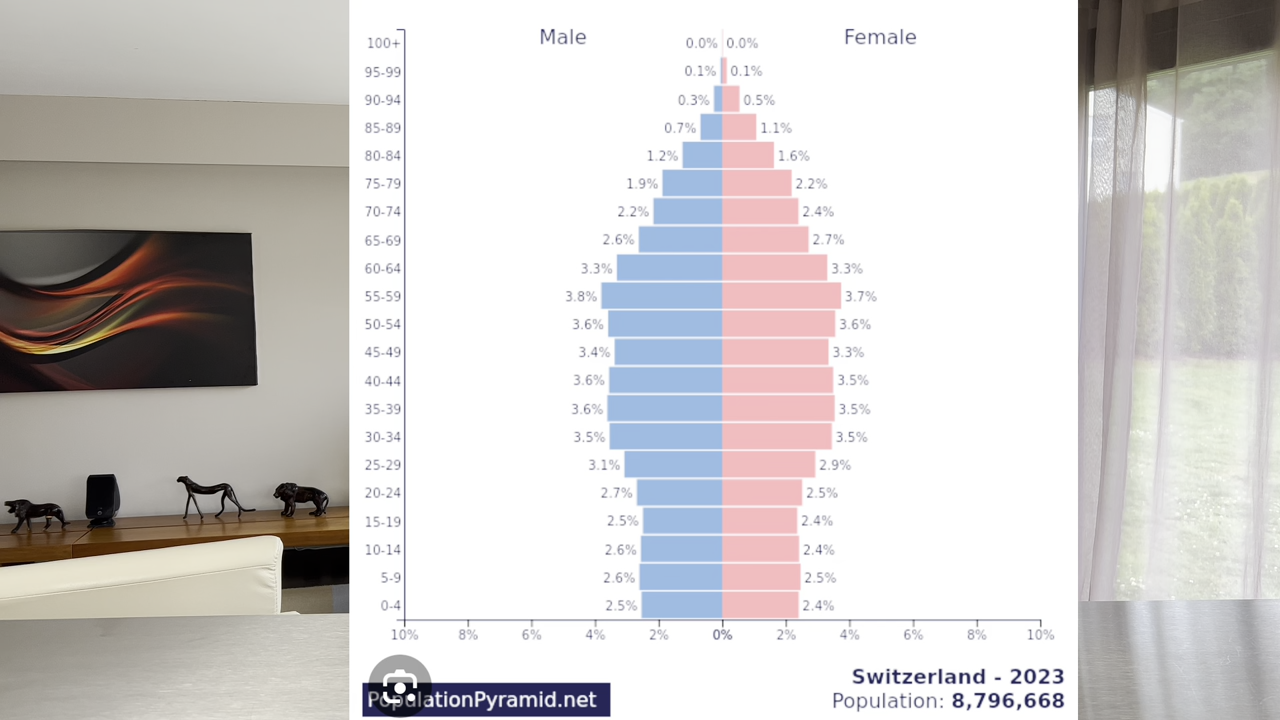 Male Female
100+ 0.0% 0.0%
95-99 0.1% 0.1%
90-94 0.3% 0.5%
85-89 0.7% 1.1%
80-84 1.2% 1.6%
75-79 1.9% 2.2%
70-74 2.2% 2.4%
65-69 2.6% 2.7%
60-64 3.3% 3.3%
55-59 3.8% 3.7%
50-54 3.6% 3.6%
45-49 3.4% 3.3%
40-44 3.6% 3.5%
35-39 3.6% 3.5%
30-34 3.5% 3.5%
25-29 3.1% 2.9%
20-24 2.7% 2.5%
15-19 2.5% 2.4%
10-14 2.6% 2.4%
5-9 2.6% 2.5%
0-4 2.5% 2.4%
10% 8% 6% 4% 2% 0% 2% 4% 6% 8% 10%
PopulationPyramid.net
Switzerland - 2023
Population: 8,796,668